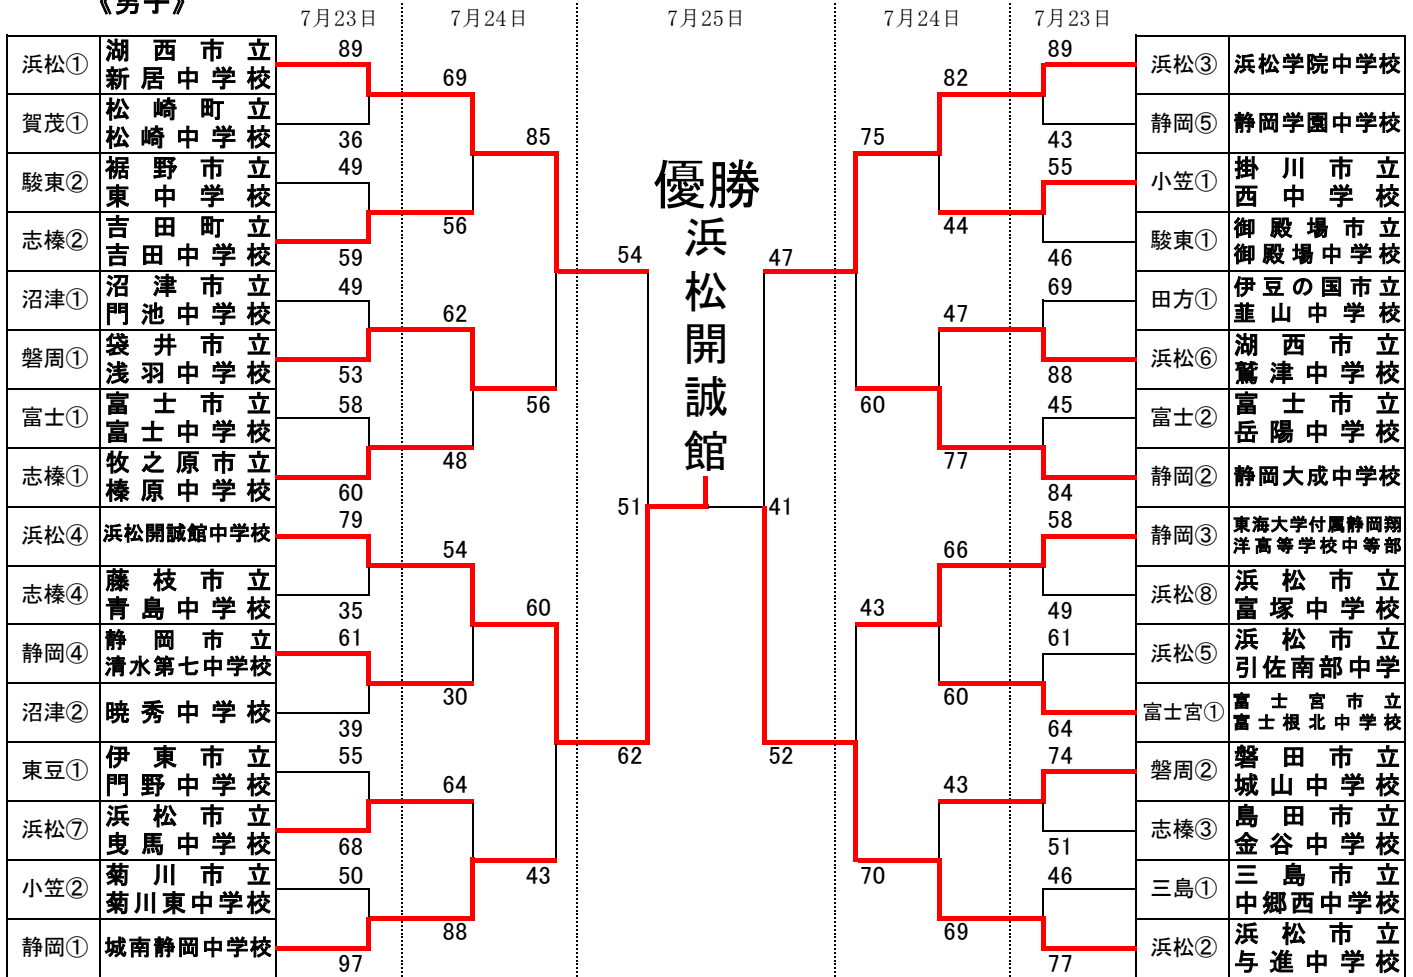 《男子》
7月23日
7月24日
7月25日
7月24日
7月23日
浜松① 湖西市立
新居中学校
賀茂① 松崎町立
松崎中学校
駿東② 裾野市立
東中学校
志榛② 吉田町立
吉田中学校
沼津① 沼津市立
門池中学校
磐周① 袋井市立
浅羽中学校
富士① 富士市立
富士中学校
志榛① 牧之原市立
榛原中学校
浜松④ 浜松開誠館中学校
志榛④ 藤枝市立
青島中学校
静岡④ 静岡市立
清水第七中学校
沼津② 暁秀中学校
東豆① 伊東市立
門野中学校
浜松⑦ 浜松市立
曳馬中学校
小笠② 菊川市立
菊川東中学校
静岡① 城南静岡中学校
89
36
49
59
49
53
58
60
79
35
61
39
55
68
50
97
69
56
62
48
54
30
64
88
85
56
60
43
54
62
51
優勝
浜松開誠館
41
47
52
75
60
43
70
82
44
47
77
66
60
43
69
89
43
55
46
69
88
45
84
58
49
61
64
74
51
46
77
浜松③ 浜松学院中学校
静岡⑤ 静岡学園中学校
小笠① 掛川市立
西中学校
駿東① 御殿場市立
御殿場中学校
田方① 伊豆の国市立
韮山中学校
浜松⑥ 湖西市立
鷲津中学校
富士② 富士市立
岳陽中学校
静岡② 静岡大成中学校
静岡③ 東海大学付属静岡翔
洋高等学校中等部
浜松⑧ 浜松市立
富塚中学校
浜松⑤ 浜松市立
引佐南部中学
富士宮① 富士宮市立
富士根北中学校
磐周② 磐田市立
城山中学校
志榛③ 島田市立
金谷中学校
三島① 三島市立
中郷西中学校
浜松② 浜松市立
与進中学校